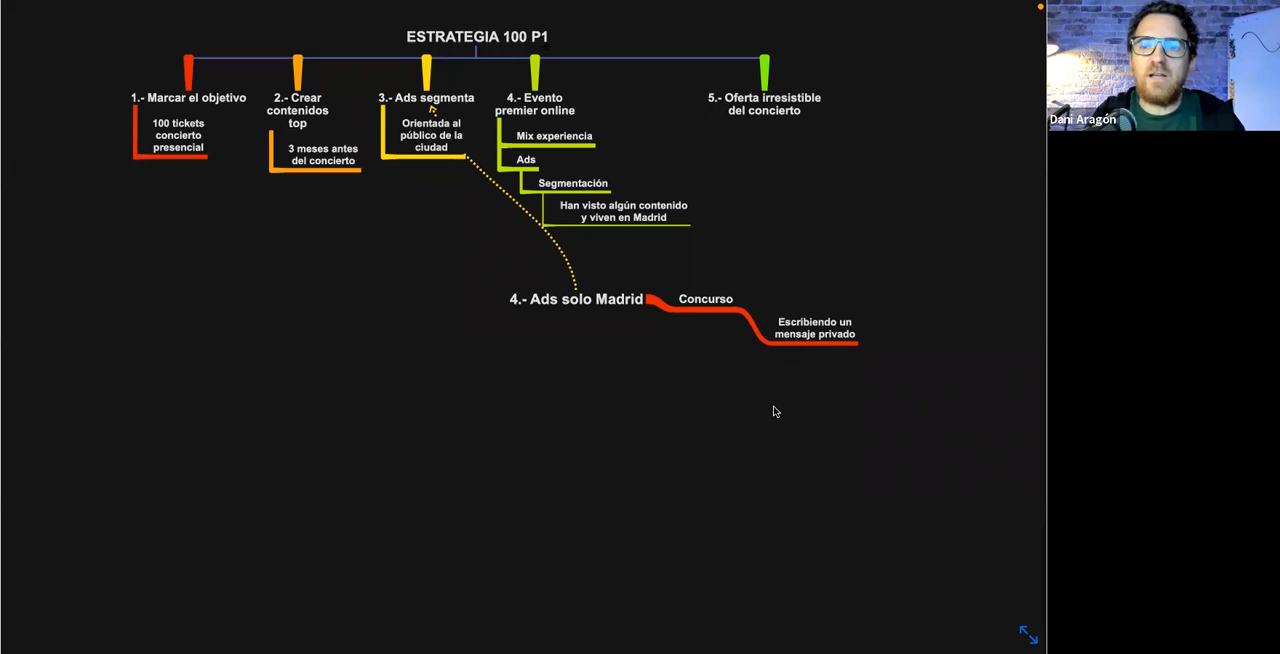 ESTRATEGIA 100 P1
1.- Marcar el objetivo
100 tickets
concierto
presencial
2.- Crear
contenidos
top
3 meses antes
del concierto
3.- Ads segmenta
Orientada al
público de la
ciudad
4.- Evento
premier online
Mix experiencia
Ads
Segmentación
Han visto algún contenido
y viven en Madrid
5.- Oferta irresistible
del concierto
4.- Ads solo Madrid
Concurso
Escribiendo un
mensaje privado
Dani Aragón